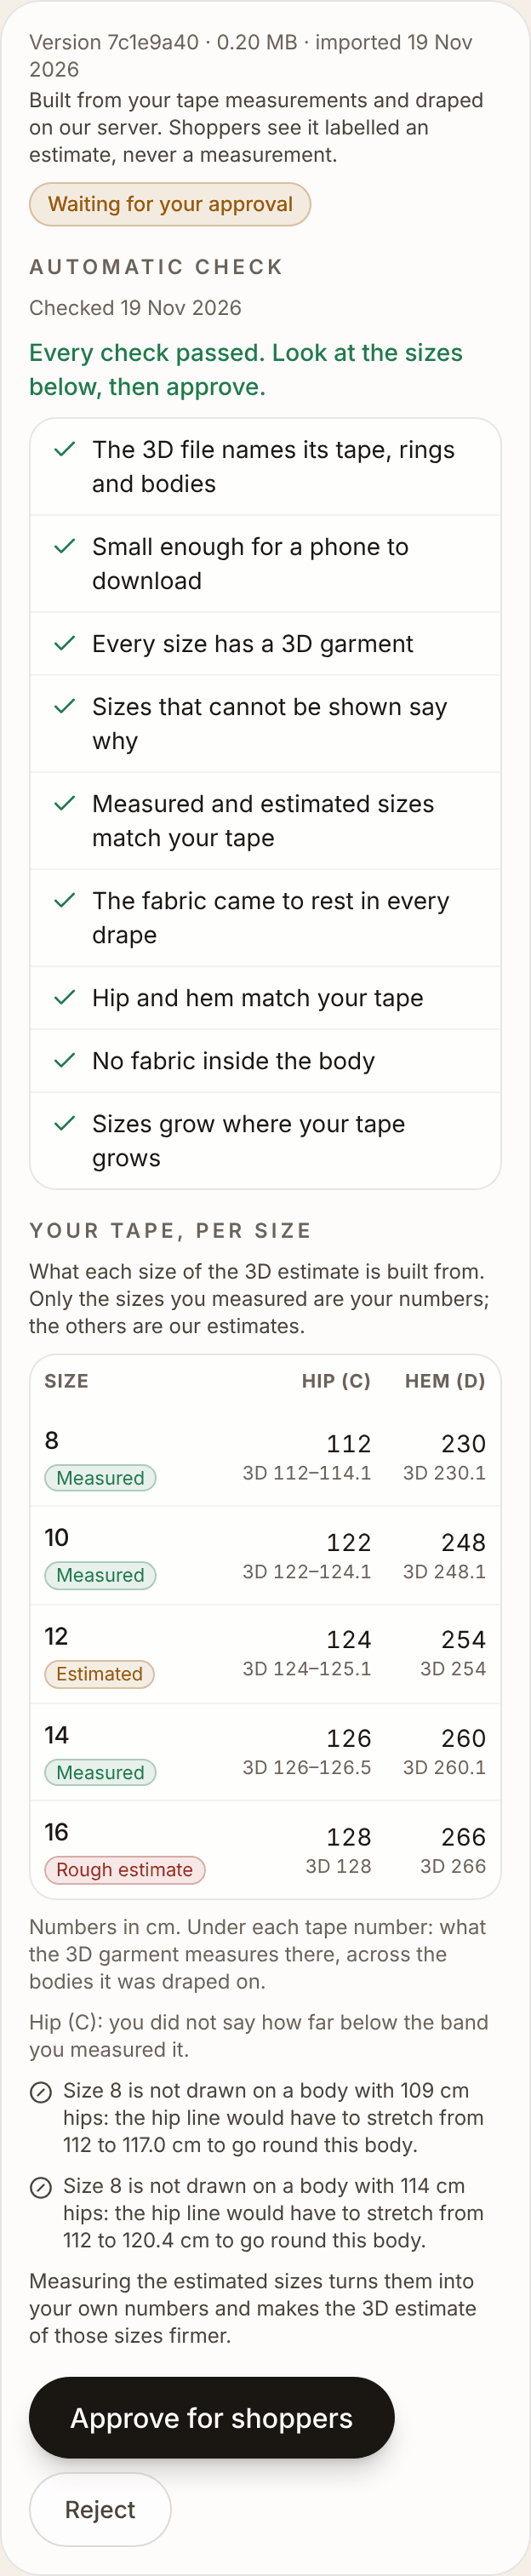 Version 7c1e9a40 · 0.20 MB · imported 19 Nov
2026
Built from your tape measurements and draped
on our server. Shoppers see it labelled an
estimate, never a measurement.
Waiting for your approval
AUTOMATIC CHECK
Checked 19 Nov 2026
Every check passed. Look at the sizes
below, then approve.
The 3D file names its tape, rings
and bodies
Small enough for a phone to
download
Every size has a 3D garment
Sizes that cannot be shown say
why
Measured and estimated sizes
match your tape
The fabric came to rest in every
drape
Hip and hem match your tape
No fabric inside the body
Sizes grow where your tape
grows
YOUR TAPE, PER SIZE
What each size of the 3D estimate is built from.
Only the sizes you measured are your numbers;
the others are our estimates.
SIZE HIP (C) HEM (D)
8 112 230
Measured 3D 112–114.1 3D 230.1
10 122 248
Measured 3D 122–124.1 3D 248.1
12 124 254
Estimated 3D 124–125.1 3D 254
14 126 260
Measured 3D 126–126.5 3D 260.1
16 128 266
Rough estimate 3D 128 3D 266
Numbers in cm. Under each tape number: what
the 3D garment measures there, across the
bodies it was draped on.
Hip (C): you did not say how far below the band
you measured it.
Size 8 is not drawn on a body with 109 cm
hips: the hip line would have to stretch from
112 to 117.0 cm to go round this body.
Size 8 is not drawn on a body with 114 cm
hips: the hip line would have to stretch from
112 to 120.4 cm to go round this body.
Measuring the estimated sizes turns them into
your own numbers and makes the 3D estimate
of those sizes firmer.
Approve for shoppers
Reject